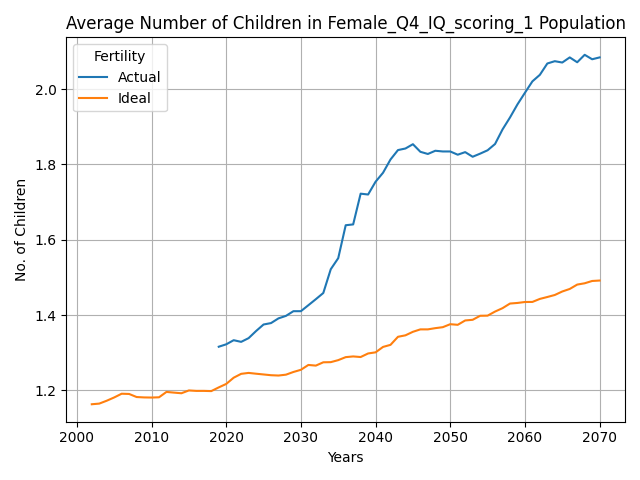 Average Number of Children in Female_Q4_IQ_scoring_1 Population
Fertility
Actual
Ideal
No. of Children
2.0
1.8
1.6
1.4
1.2
2000 2010 2020 2030 2040 2050 2060 2070
Years